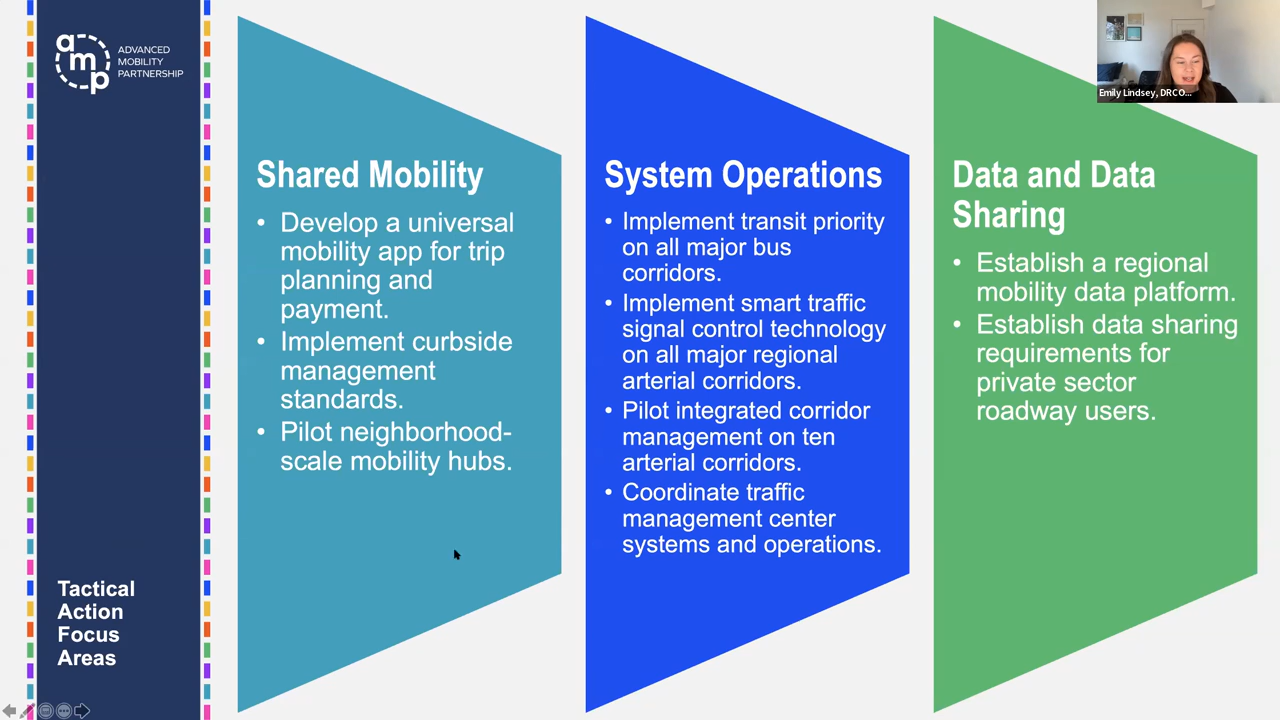 amp
ADVANCED
MOBILITY
PARTNERSHIP
Tactical
Action
Focus
Areas
Shared Mobility
• Develop a universal
mobility app for trip
planning and
payment.
• Implement curbside
management
standards.
• Pilot neighborhood-
scale mobility hubs.
System Operations
• Implement transit priority
on all major bus
corridors.
• Implement smart traffic
signal control technology
on all major regional
arterial corridors.
• Pilot integrated corridor
management on ten
arterial corridors.
• Coordinate traffic
management center
systems and operations.
Data and Data
Sharing
• Establish a regional
mobility data platform.
• Establish data sharing
requirements for
private sector
roadway users.
Emily Lindsey, DRCO...